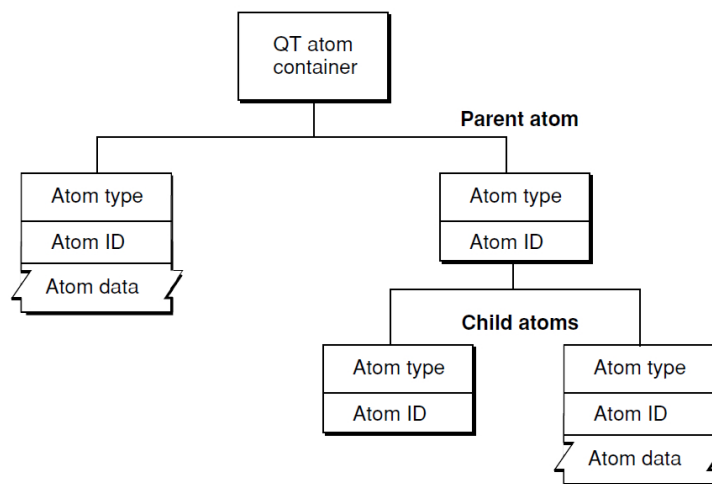 QT atom
container
Parent atom
Atom type
Atom ID
Atom data
Atom type
Atom ID
Child atoms
Atom type
Atom ID
Atom type
Atom ID
Atom data